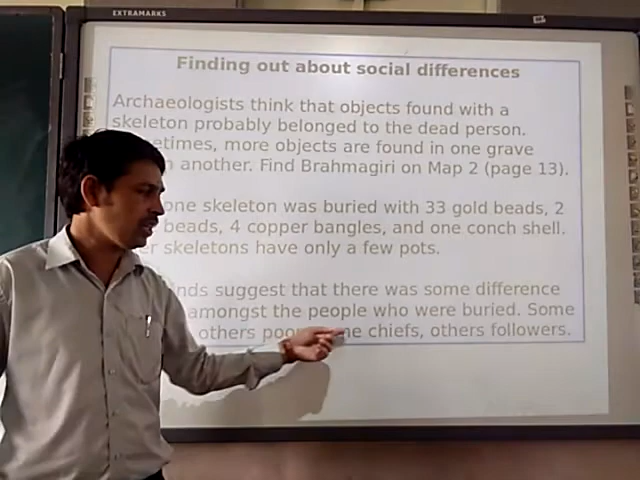 EXTRAMARKS
Finding out about social differences
Archaeologists think that objects found with a
skeleton probably belonged to the dead person.
etimes, more objects are found in one grave
another. Find Brahmagiri on Map 2 (page 13).
one skeleton was buried with 33 gold beads, 2
beads, 4 copper bangles, and one conch shell.
skeletons have only a few pots.
suggest that there was some difference
amongst the people who were buried. Some
others chiefs, others followers.